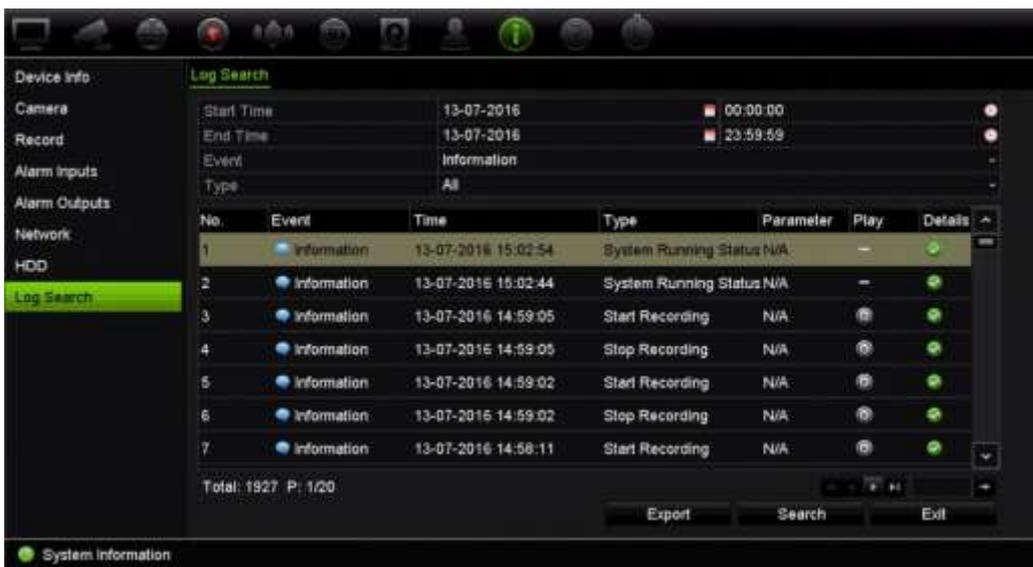 Device Info
Camera
Record
Alarm Inputs
Alarm Outputs
Network
HDD
Log Search
Log Search
Start Time 13-07-2016 00:00:00
End Time 13-07-2016 23:59:59
Event Information
Type All
No. Event Time Type Parameter Play Details
1 Information 13-07-2016 15:02:54 System Running Status N/A —
2 Information 13-07-2016 15:02:44 System Running Status N/A —
3 Information 13-07-2016 14:59:05 Start Recording N/A
4 Information 13-07-2016 14:59:05 Stop Recording N/A
5 Information 13-07-2016 14:59:02 Start Recording N/A
6 Information 13-07-2016 14:59:02 Stop Recording N/A
7 Information 13-07-2016 14:58:11 Start Recording N/A
Total: 1927 P: 1/20
Export Search Exit
System Information